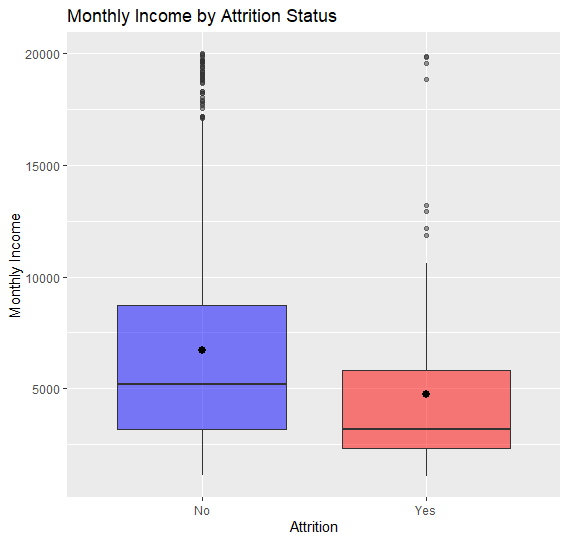 Monthly Income by Attrition Status
20000
15000
10000
5000
Monthly Income
No
Yes
Attrition